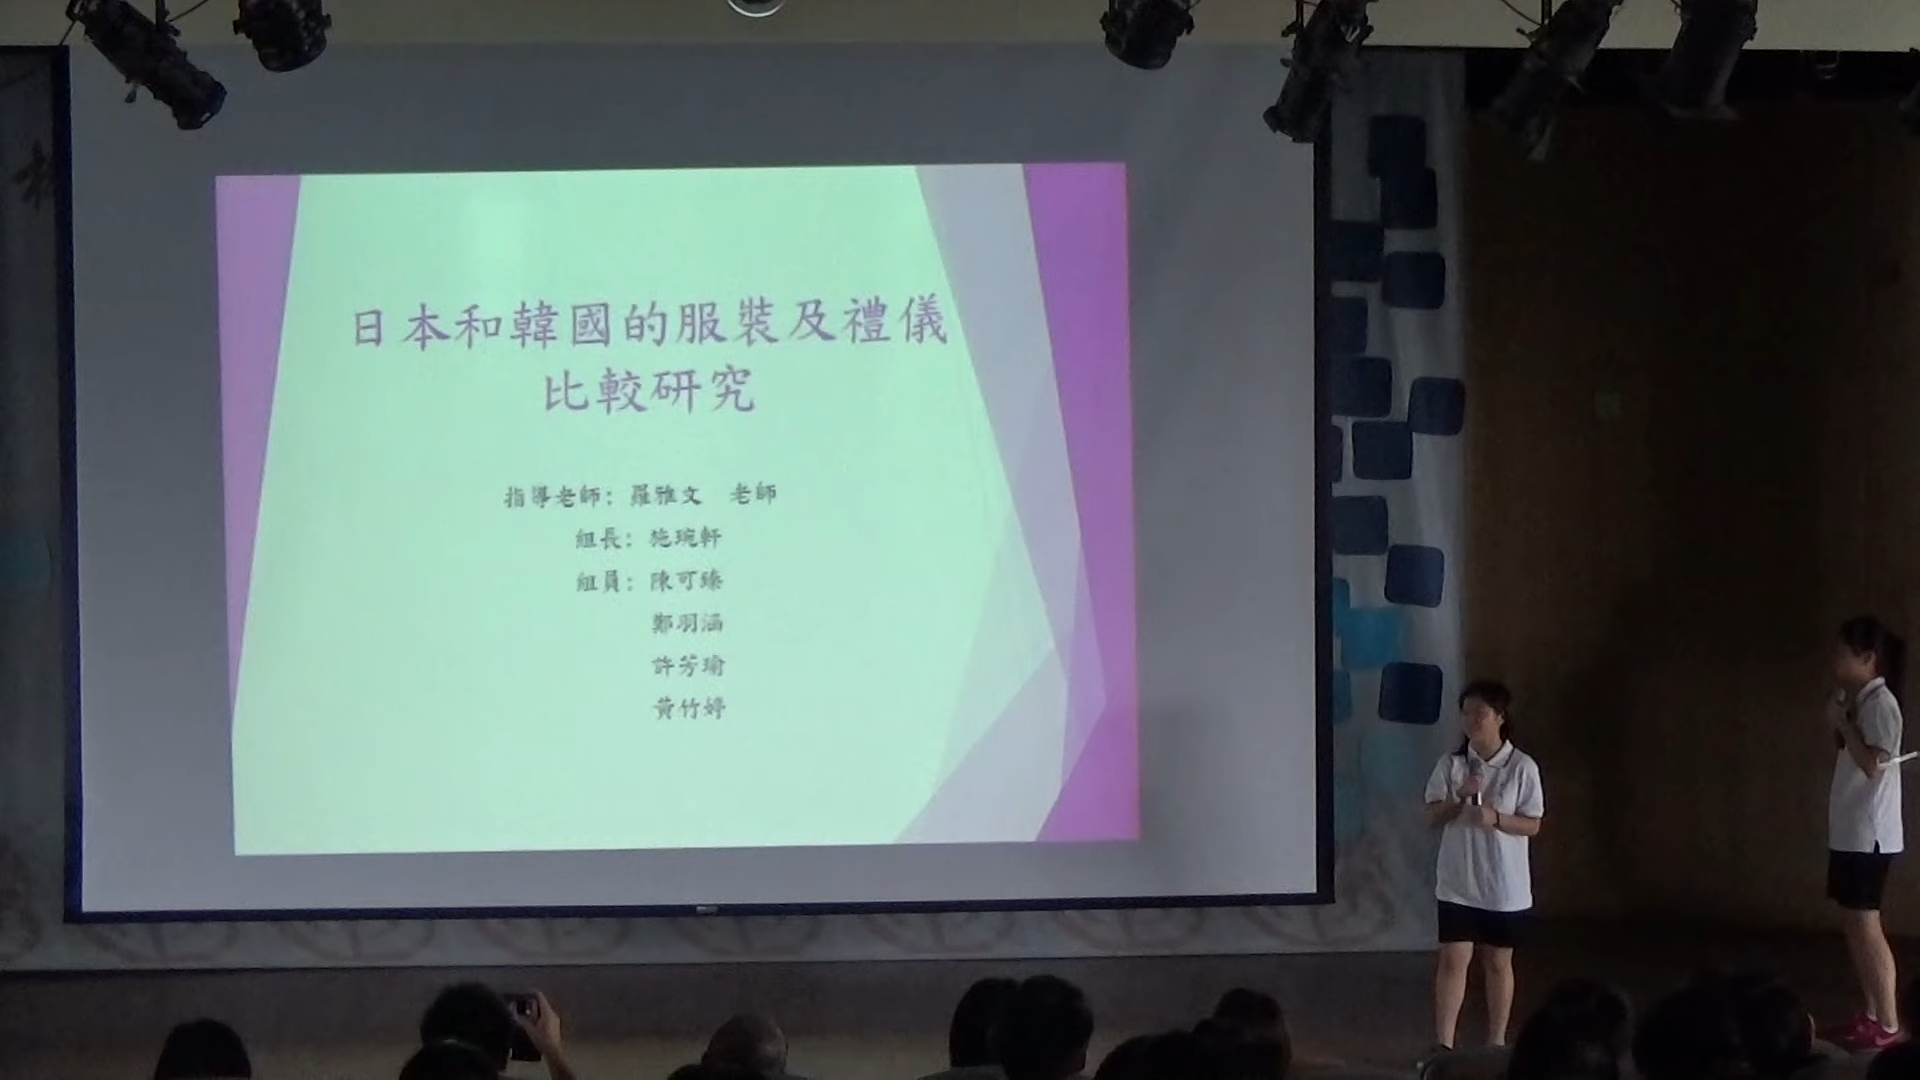 日本和韓國的服裝及禮儀
比較研究
指導老師：羅雅文 老師
組長：施琬軒
組員：陳可臻
鄭羽涵
許芳瑜
黃竹婷